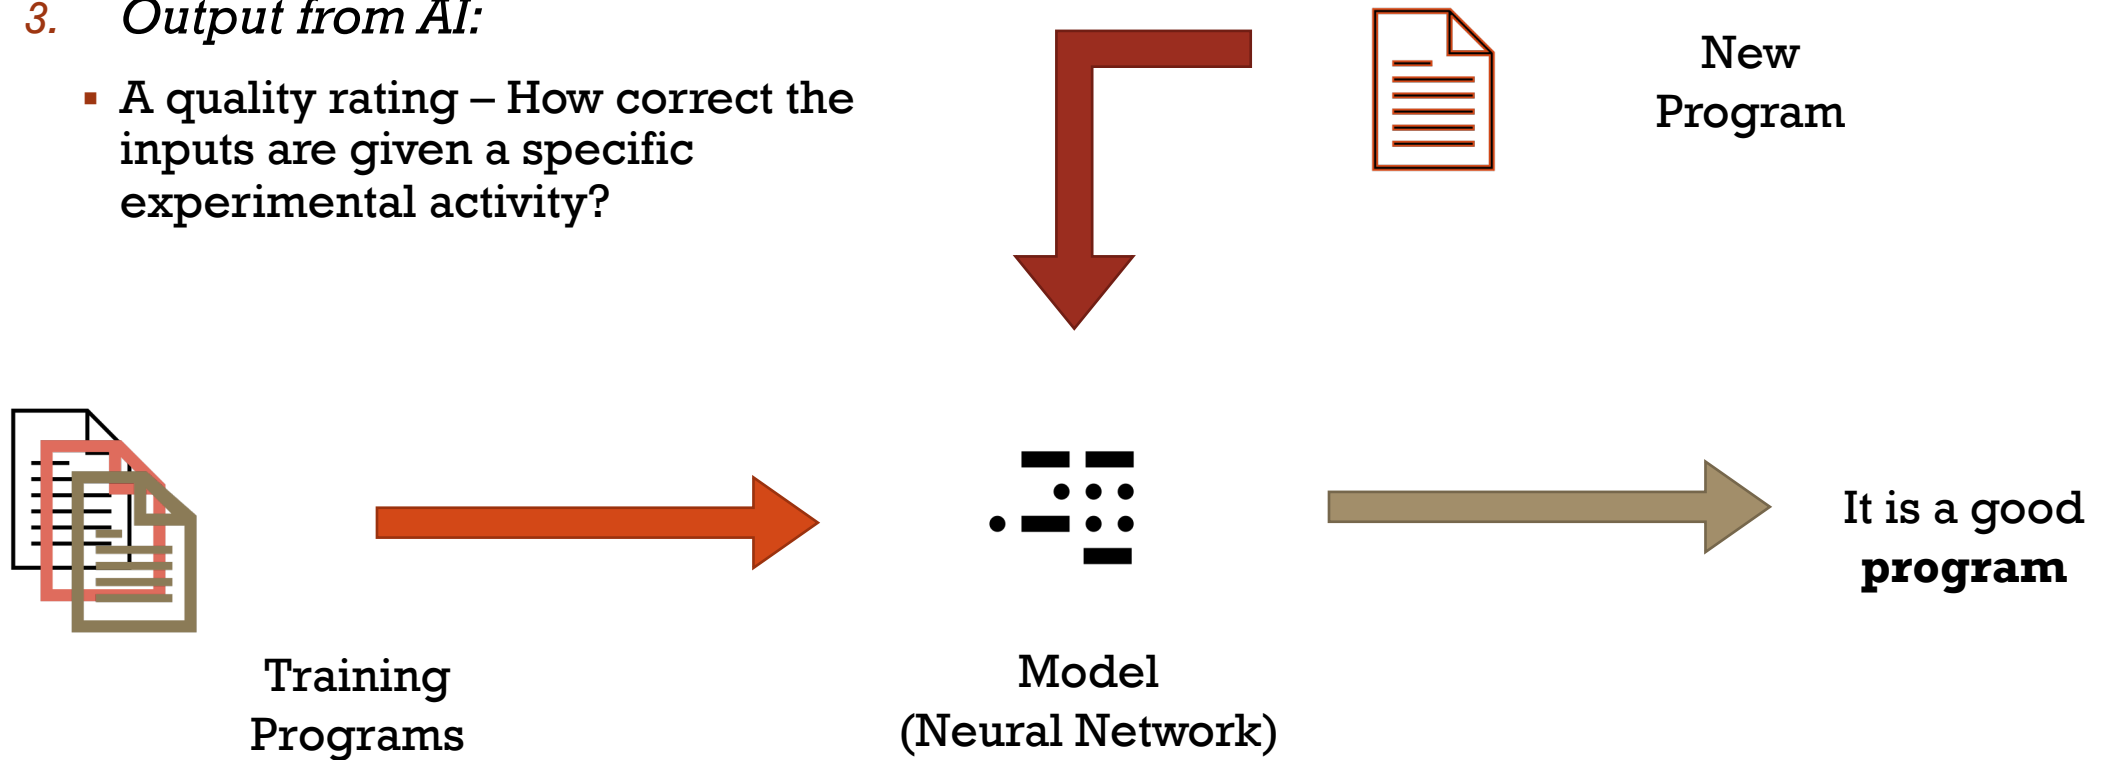 3. Output from AI:
▪ A quality rating – How correct the
inputs are given a specific
experimental activity?
New
Program
It is a good
program
Training
Programs
Model
(Neural Network)